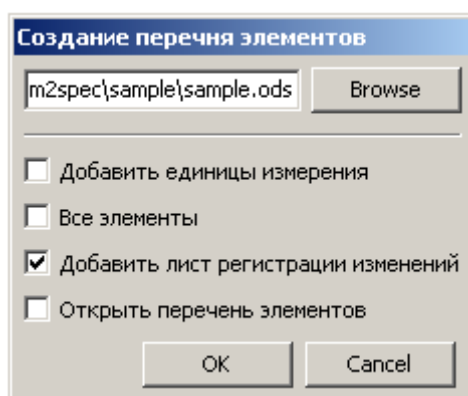 Создание перечня элементов
m2spec\sample\sample.ods
Browse
Добавить единицы измерения
Все элементы
Добавить лист регистрации изменений
Открыть перечень элементов
OK
Cancel